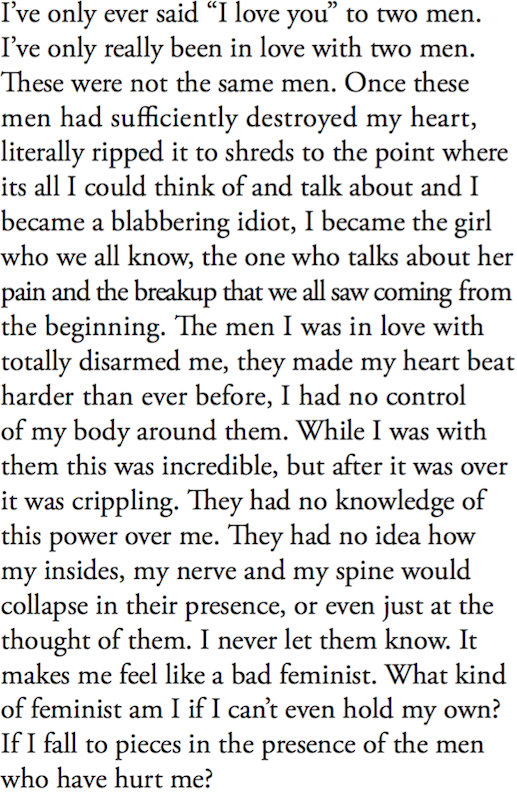 I’ve only ever said “I love you” to two men.
I’ve only really been in love with two men.
These were not the same men. Once these
men had sufficiently destroyed my heart,
literally ripped it to shreds to the point where
its all I could think of and talk about and I
became a blabbering idiot, I became the girl
who we all know, the one who talks about her
pain and the breakup that we all saw coming from
the beginning. The men I was in love with
totally disarmed me, they made my heart beat
harder than ever before, I had no control
of my body around them. While I was with
them this was incredible, but after it was over
it was crippling. They had no knowledge of
this power over me. They had no idea how
my insides, my nerve and my spine would
collapse in their presence, or even just at the
thought of them. I never let them know. It
makes me feel like a bad feminist. What kind
of feminist am I if I can’t even hold my own?
If I fall to pieces in the presence of the men
who have hurt me?